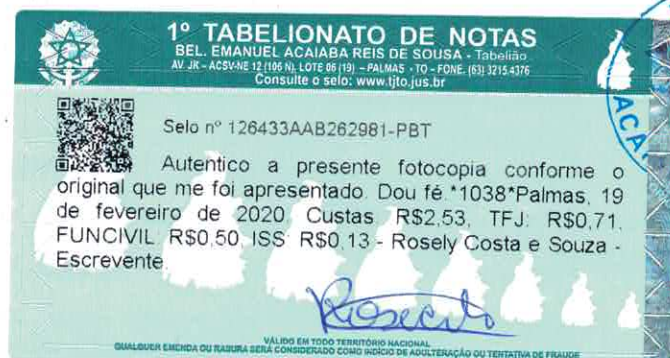 1º TABELIONATO DE NOTAS
BEL. EMANUEL ACAIABA REIS DE SOUSA - Tabelião
AV. JK - ACSV-NE 12 (106 N), LOTE 06 (19) - PALMAS - TO - FONE. (63) 3215.4376
Consulte o selo: www.tjto.jus.br
Selo nº 126433AAB262981-PBT
Autentico a presente fotocopia conforme o
original que me foi apresentado. Dou fé.*1038*Palmas, 19
de fevereiro de 2020. Custas R$2,53, TFJ: R$0,71,
FUNCIVIL: R$0,50, ISS: R$0,13 - Rosely Costa e Souza -
Escrevente.
VÁLIDO EM TODO TERRITÓRIO NACIONAL
QUALQUER EMENDA OU RASURA SERÁ CONSIDERADO COMO INDÍCIO DE ADULTERAÇÃO OU TENTATIVA DE FRAUDE
ACA